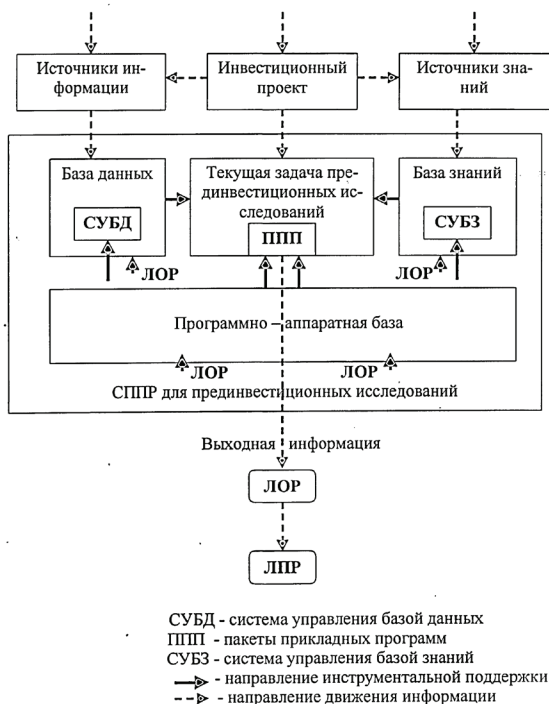 Источники ин-
формации
Инвестиционный
проект
Источники зна-
ний
База данных
СУБД
ЛОР
Текущая задача пре-
динвестиционных ис-
следований
ППП
База знаний
СУБЗ
ЛОР
Программно – аппаратная база
ЛОР
ЛОР
СППР для прединвестиционных исследований
Выходная информация
ЛОР
ЛПР
СУБД - система управления базой данных
ППП - пакеты прикладных программ
СУБЗ - система управления базой знаний
- направление инструментальной поддержки
- направление движения информации